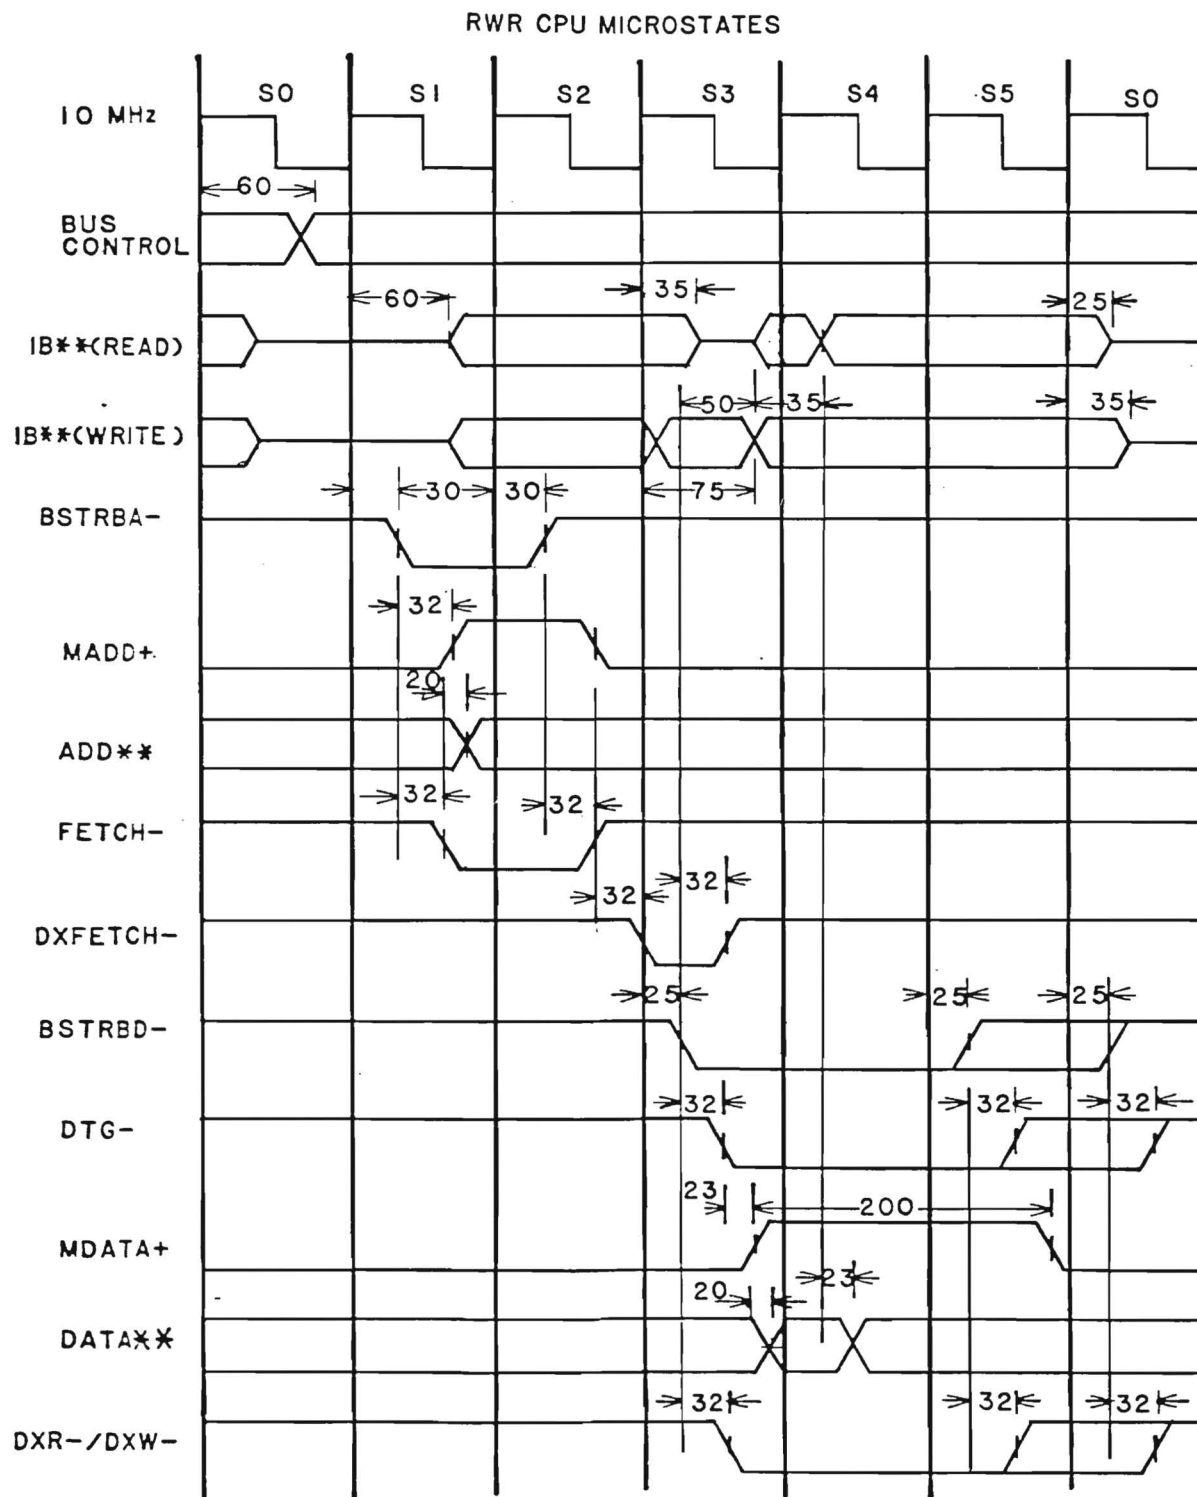 RWR CPU MICROSTATES
S0 S1 S2 S3 S4 S5 S0
10 MHz
60
BUS
CONTROL
60 35 25
IB**(READ)
50 35 35
IB**(WRITE)
30 30 75
BSTRBA-
32
MADD+
20
ADD**
32 32
FETCH-
32 32
DXFETCH-
25 25 25
BSTRBD-
32 32 32
DTG-
23 200
MDATA+
20 23
DATA**
32 32 32
DXR-/DXW-